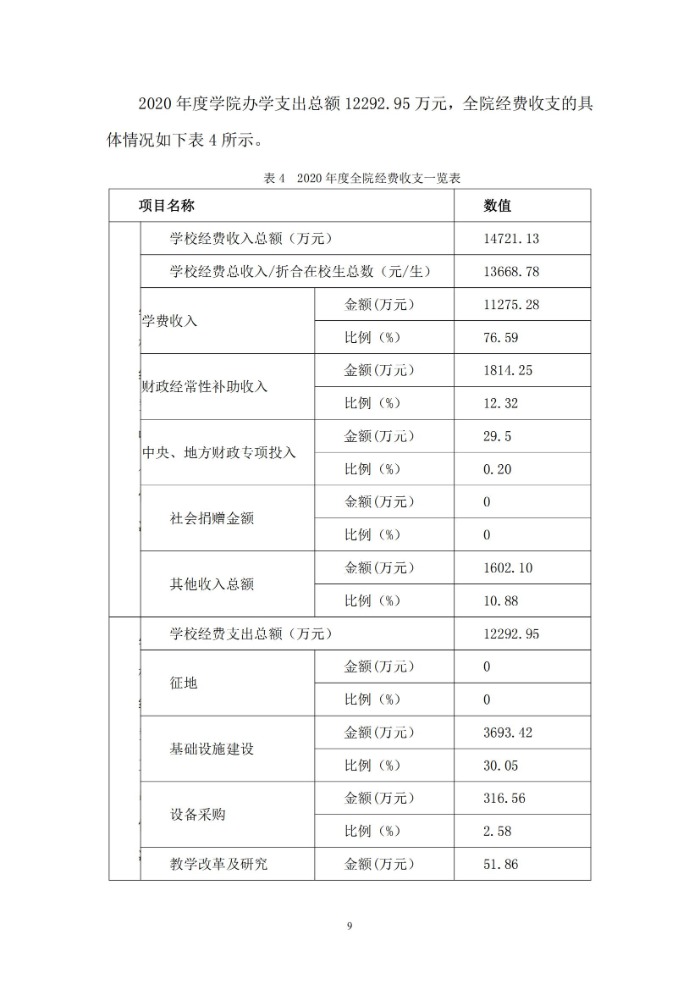 2020 年度学院办学支出总额 12292.95 万元，全院经费收支的具
体情况如下表 4 所示。
表 4 2020 年度全院经费收支一览表
项目名称 数值
学校经费收入总额（万元） 14721.13
学校经费总收入/折合在校生总数（元/生） 13668.78
学费收入 金额(万元) 11275.28
比例（%） 76.59
财政经常性补助收入 金额(万元) 1814.25
比例（%） 12.32
中央、地方财政专项投入 金额(万元) 29.5
比例（%） 0.20
社会捐赠金额 金额(万元) 0
比例（%） 0
其他收入总额 金额(万元) 1602.10
比例（%） 10.88
学校经费支出总额（万元） 12292.95
征地 金额(万元) 0
比例（%） 0
基础设施建设 金额(万元) 3693.42
比例（%） 30.05
设备采购 金额(万元) 316.56
比例（%） 2.58
教学改革及研究 金额(万元) 51.86
9